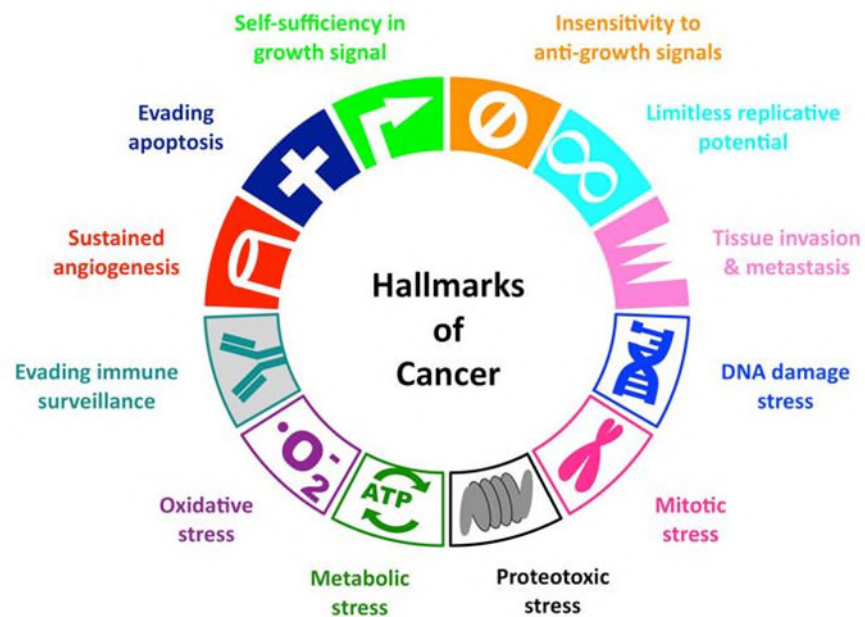 Self-sufficiency in
growth signal
Insensitivity to
anti-growth signals
Evading
apoptosis
Limitless replicative
potential
Sustained
angiogenesis
Tissue invasion
& metastasis
Hallmarks
of
Cancer
Evading immune
surveillance
DNA damage
stress
•O2-
ATP
Oxidative
stress
Mitotic
stress
Metabolic
stress
Proteotoxic
stress